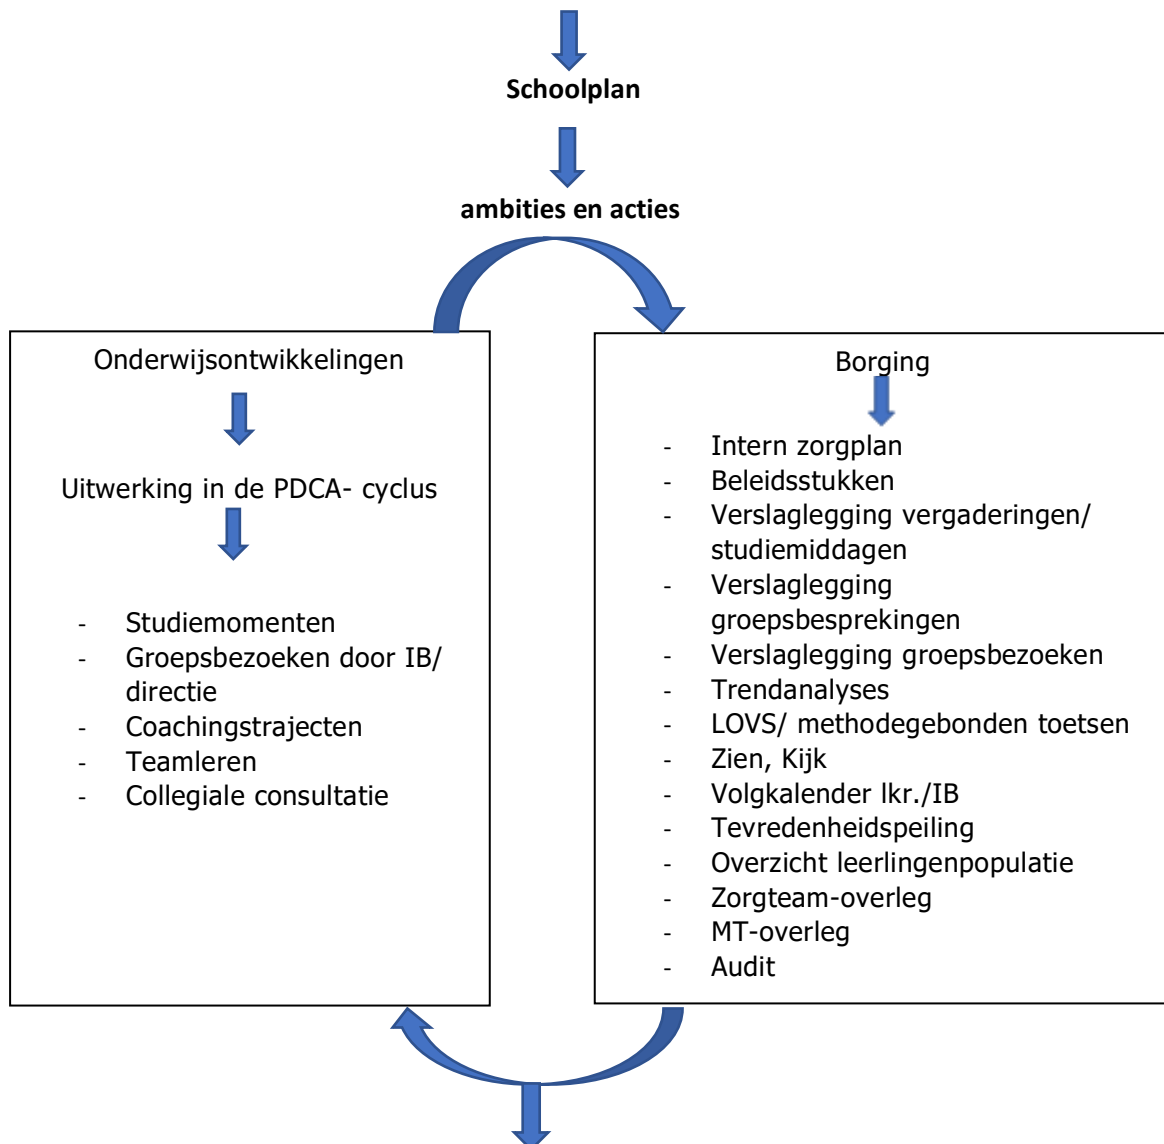 Schoolplan
ambities en acties
Onderwijsontwikkelingen
Uitwerking in de PDCA- cyclus
- Studiemomenten
- Groepsbezoeken door IB/
directie
- Coachingstrajecten
- Teamleren
- Collegiale consultatie
Borging
- Intern zorgplan
- Beleidsstukken
- Verslaglegging vergaderingen/
studiemiddagen
- Verslaglegging
groepsbesprekingen
- Verslaglegging groepsbezoeken
- Trendanalyses
- LOVS/ methodegebonden toetsen
- Zien, Kijk
- Volgkalender lkr./IB
- Tevredenheidspeiling
- Overzicht leerlingenpopulatie
- Zorgteam-overleg
- MT-overleg
- Audit